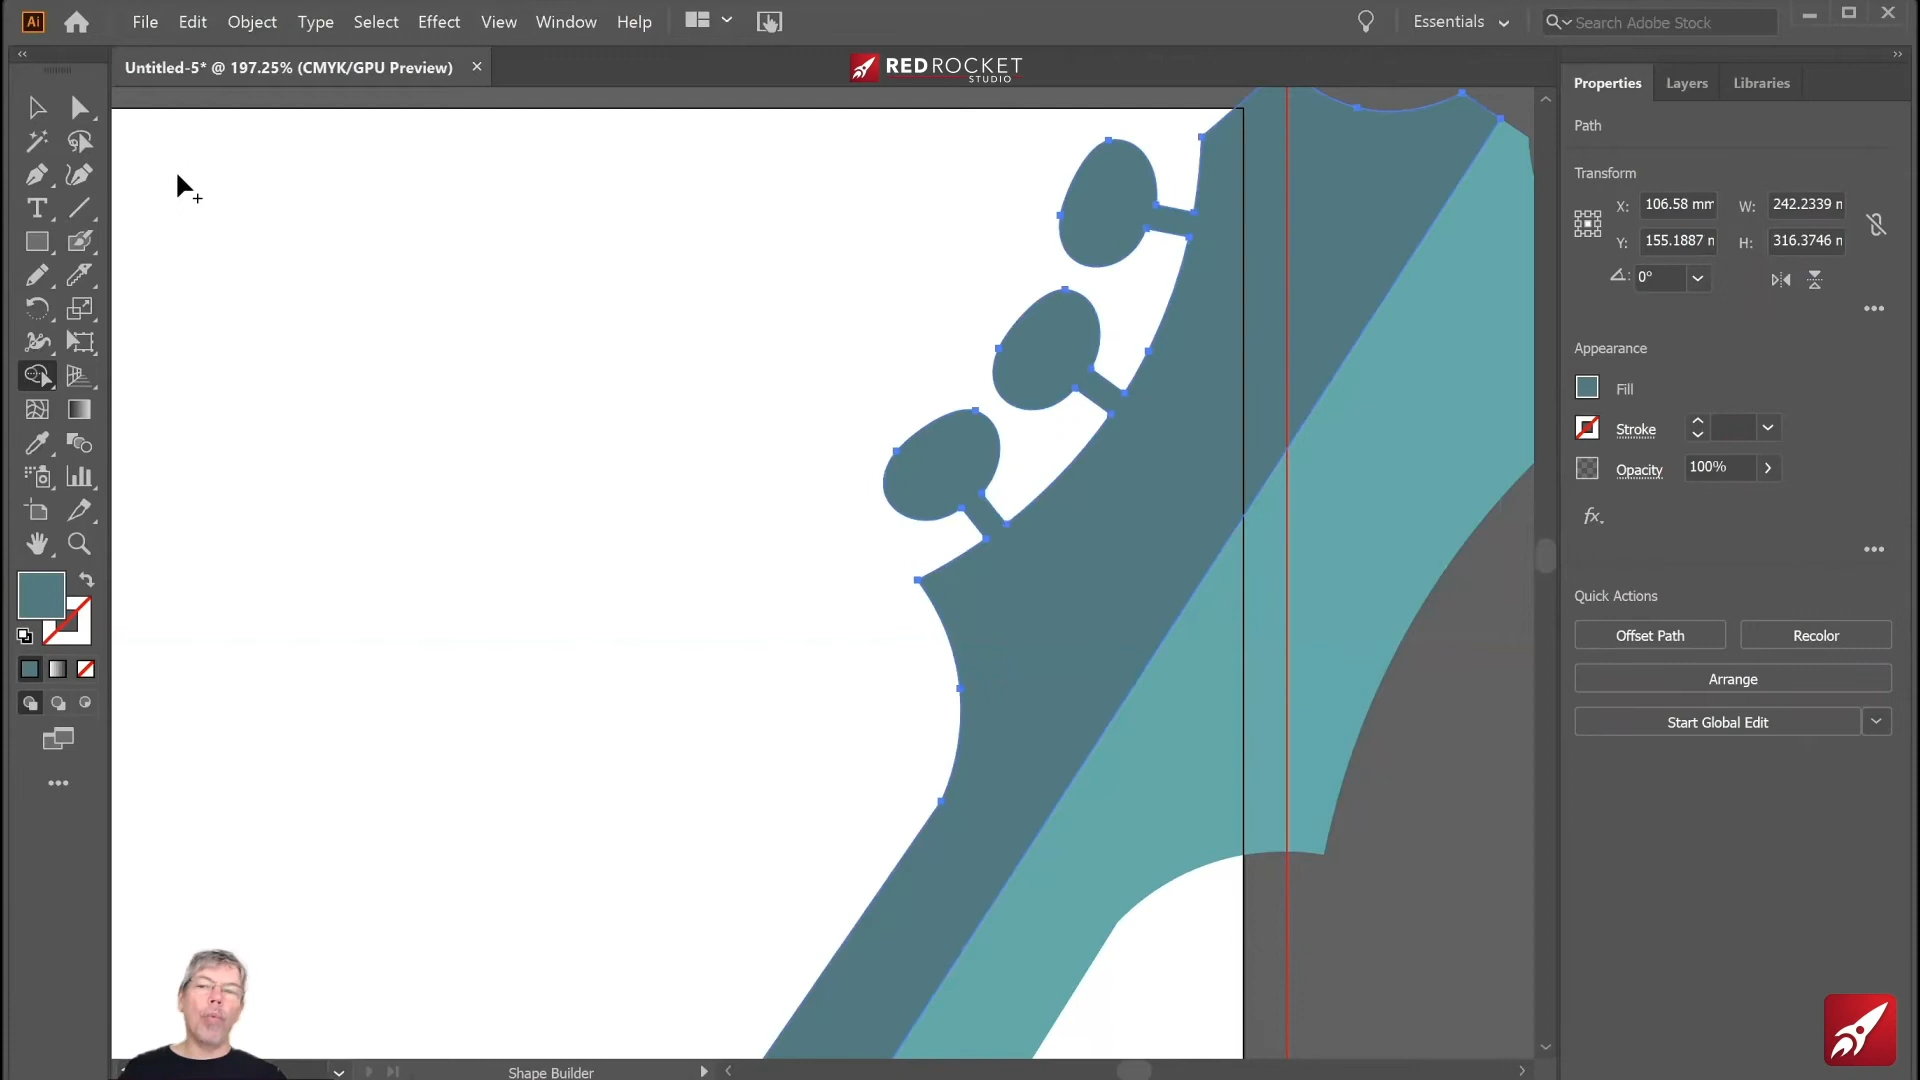 Ai
File Edit Object Type Select Effect View Window Help
Essentials
Search Adobe Stock
Untitled-5* @ 197.25% (CMYK/GPU Preview)
REDROCKET
STUDIO
Properties Layers Libraries
Path
Transform
X: 106.58 mm W: 242.2339 m
Y: 155.1887 m H: 316.3746 m
0°
Appearance
Fill
Stroke
Opacity 100%
fx.
Quick Actions
Offset Path Recolor
Arrange
Start Global Edit
Shape Builder